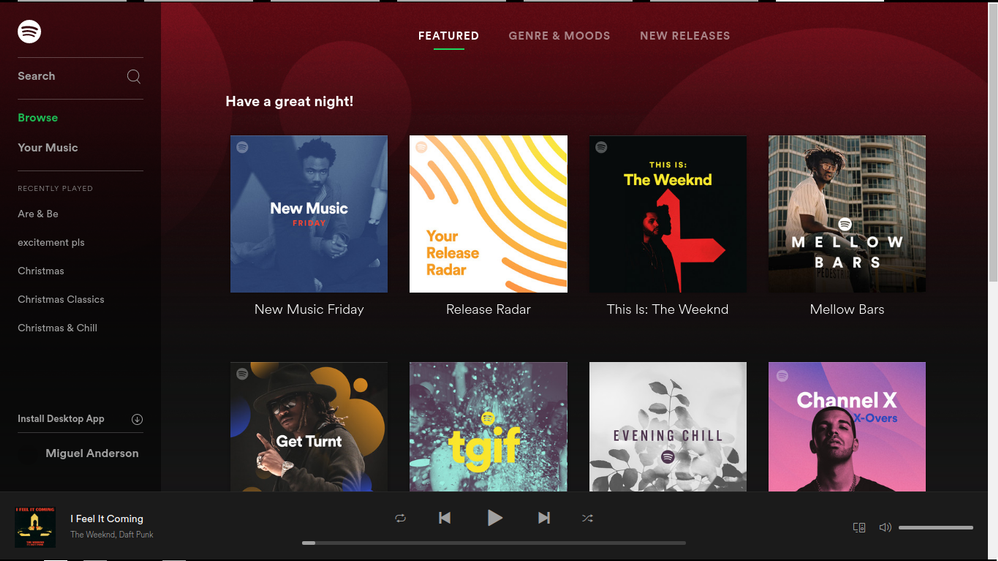 FEATURED
GENRE & MOODS
NEW RELEASES
Search
Browse
Your Music
RECENTLY PLAYED
Are & Be
excitement pls
Christmas
Christmas Classics
Christmas & Chill
Install Desktop App
Miguel Anderson
Have a great night!
New Music
FRIDAY
New Music Friday
Your
Release
Radar
Release Radar
THIS IS:
The Weeknd
This Is: The Weeknd
MELLOW
BARS
Mellow Bars
Get Turnt
tgif
EVENING CHILL
Channel X
X-Overs
I FEEL IT COMING
I Feel It Coming
The Weeknd, Daft Punk